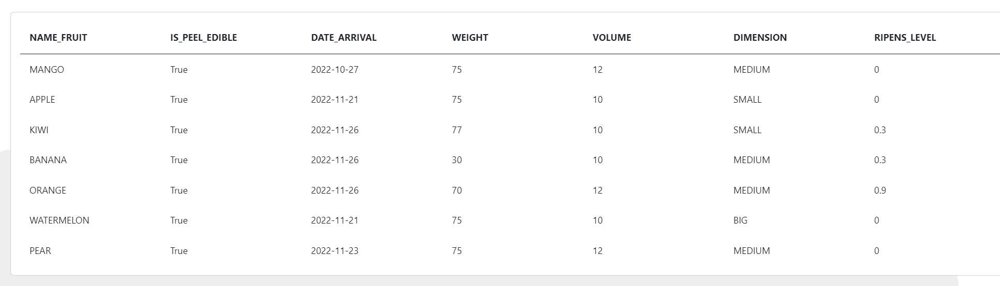 NAME_FRUIT IS_PEEL_EDIBLE DATE_ARRIVAL WEIGHT VOLUME DIMENSION RIPENS_LEVEL
MANGO True 2022-10-27 75 12 MEDIUM 0
APPLE True 2022-11-21 75 10 SMALL 0
KIWI True 2022-11-26 77 10 SMALL 0.3
BANANA True 2022-11-26 30 10 MEDIUM 0.3
ORANGE True 2022-11-26 70 12 MEDIUM 0.9
WATERMELON True 2022-11-21 75 10 BIG 0
PEAR True 2022-11-23 75 12 MEDIUM 0